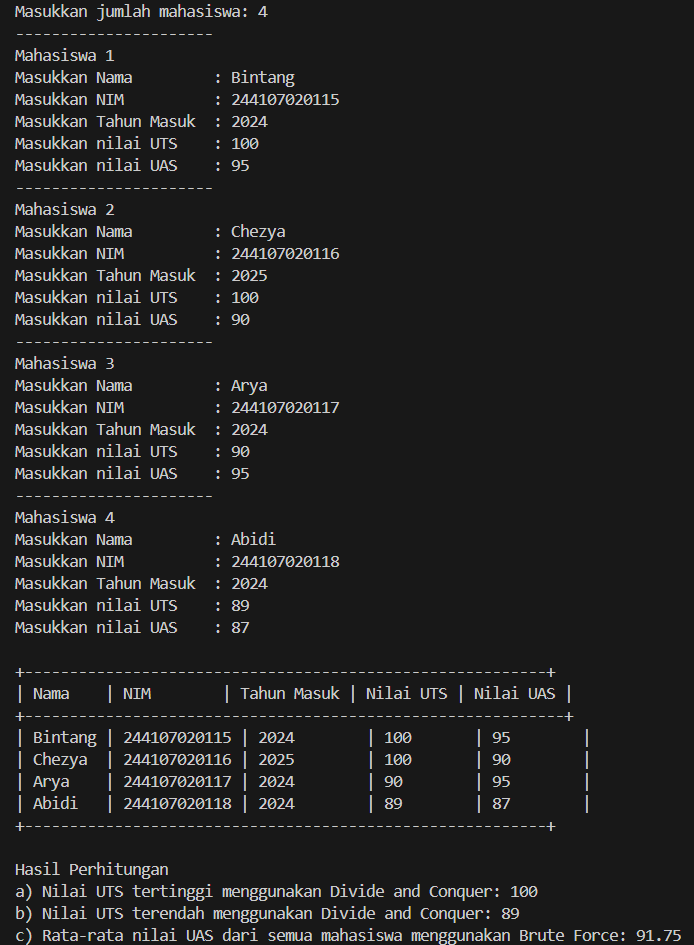 Masukkan jumlah mahasiswa: 4
----------------------
Mahasiswa 1
Masukkan Nama         : Bintang
Masukkan NIM          : 244107020115
Masukkan Tahun Masuk  : 2024
Masukkan nilai UTS    : 100
Masukkan nilai UAS    : 95
----------------------
Mahasiswa 2
Masukkan Nama         : Chezya
Masukkan NIM          : 244107020116
Masukkan Tahun Masuk  : 2025
Masukkan nilai UTS    : 100
Masukkan nilai UAS    : 90
----------------------
Mahasiswa 3
Masukkan Nama         : Arya
Masukkan NIM          : 244107020117
Masukkan Tahun Masuk  : 2024
Masukkan nilai UTS    : 90
Masukkan nilai UAS    : 95
----------------------
Mahasiswa 4
Masukkan Nama         : Abidi
Masukkan NIM          : 244107020118
Masukkan Tahun Masuk  : 2024
Masukkan nilai UTS    : 89
Masukkan nilai UAS    : 87

+----------------------------------------------------------+
| Nama    | NIM        | Tahun Masuk | Nilai UTS | Nilai UAS |
+------------------------------------------------------------+
| Bintang | 244107020115 | 2024        | 100       | 95        |
| Chezya  | 244107020116 | 2025        | 100       | 90        |
| Arya    | 244107020117 | 2024        | 90        | 95        |
| Abidi   | 244107020118 | 2024        | 89        | 87        |
+----------------------------------------------------------+

Hasil Perhitungan
a) Nilai UTS tertinggi menggunakan Divide and Conquer: 100
b) Nilai UTS terendah menggunakan Divide and Conquer: 89
c) Rata-rata nilai UAS dari semua mahasiswa menggunakan Brute Force: 91.75